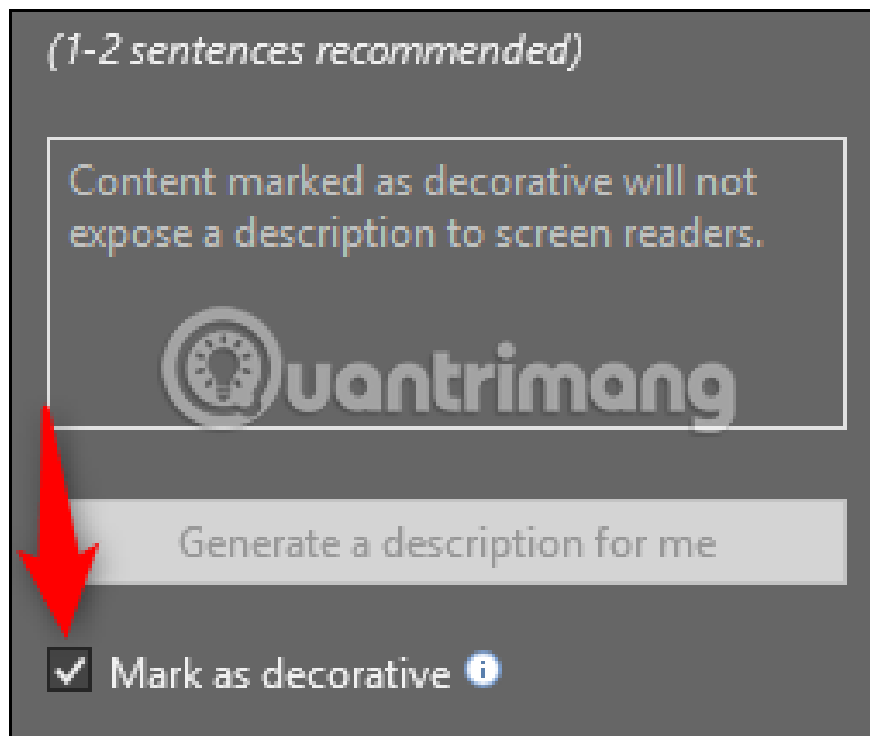 (1-2 sentences recommended)
Content marked as decorative will not
expose a description to screen readers.
Quantrimang
Generate a description for me
Mark as decorative